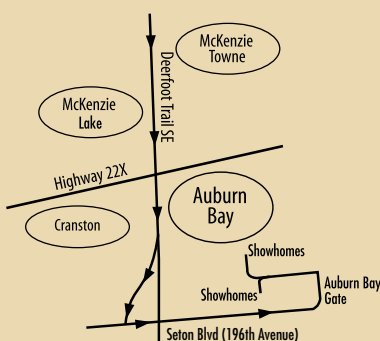 McKenzie
Towne
Deerfoot Trail SE
McKenzie
Lake
Highway 22X
Auburn
Bay
Cranston
Showhomes
Auburn Bay
Gate
Showhomes
Seton Blvd (196th Avenue)